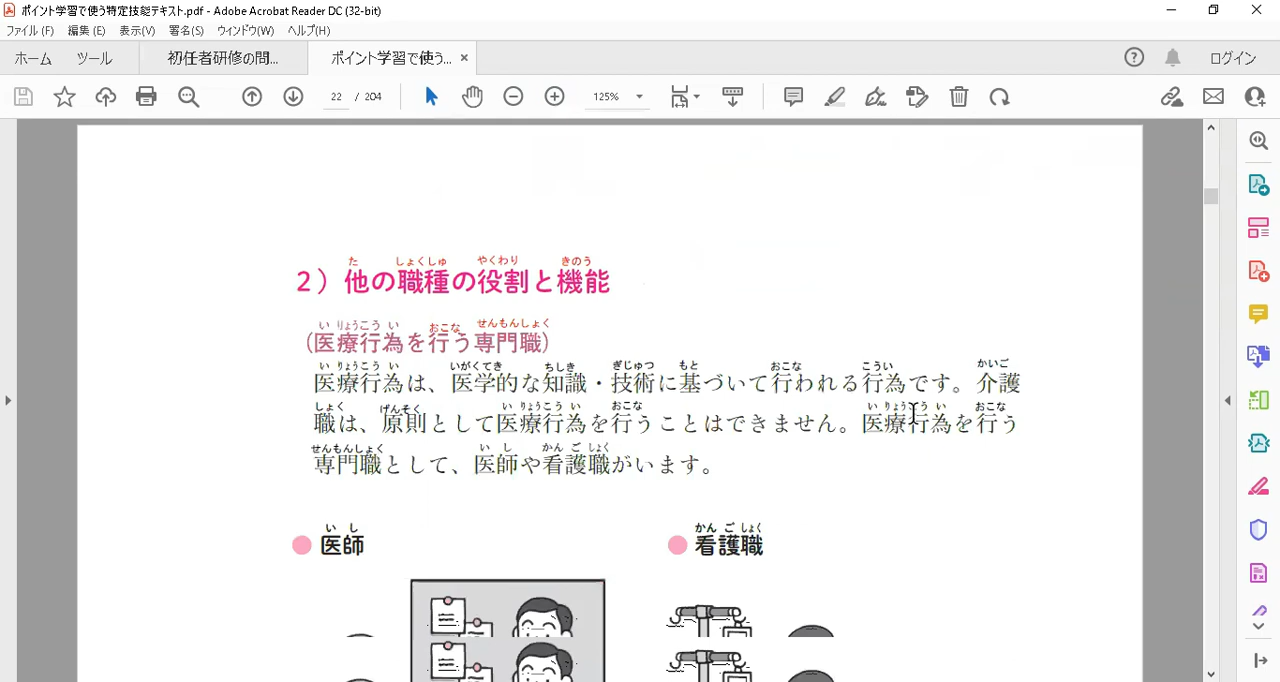 ポイント学習で使う特定技能テキスト.pdf - Adobe Acrobat Reader DC (32-bit)
ファイル(F) 編集(E) 表示(V) 署名(S) ウィンドウ(W) ヘルプ(H)
ホーム ツール 初任者研修の問... ポイント学習で使う... × ログイン
22 / 204 125%
た しょくしゅ やくわり きのう
2）他の職種の役割と機能
い りょうこう い おこな せんもんしょく
(医療行為を行う専門職)
い りょうこう い いがくてき ちしき ぎじゅつ もと おこな こうい かいご
医療行為は、医学的な知識・技術に基づいて行われる行為です。介護
しょく げんそく い りょうこう い おこな い りょうこう い おこな
職は、原則として医療行為を行うことはできません。医療行為を行う
せんもんしょく い し かん ご しょく
専門職として、医師や看護職がいます。
い し かん ご しょく
医師 看護職